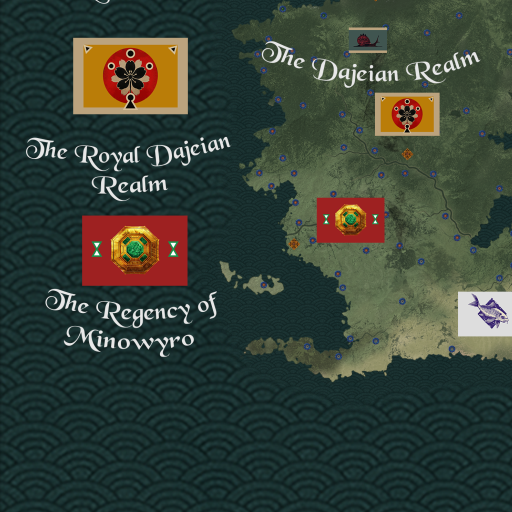 The Dajeian Realm
The Royal Dajeian
Realm
The Regency of
Minowyro